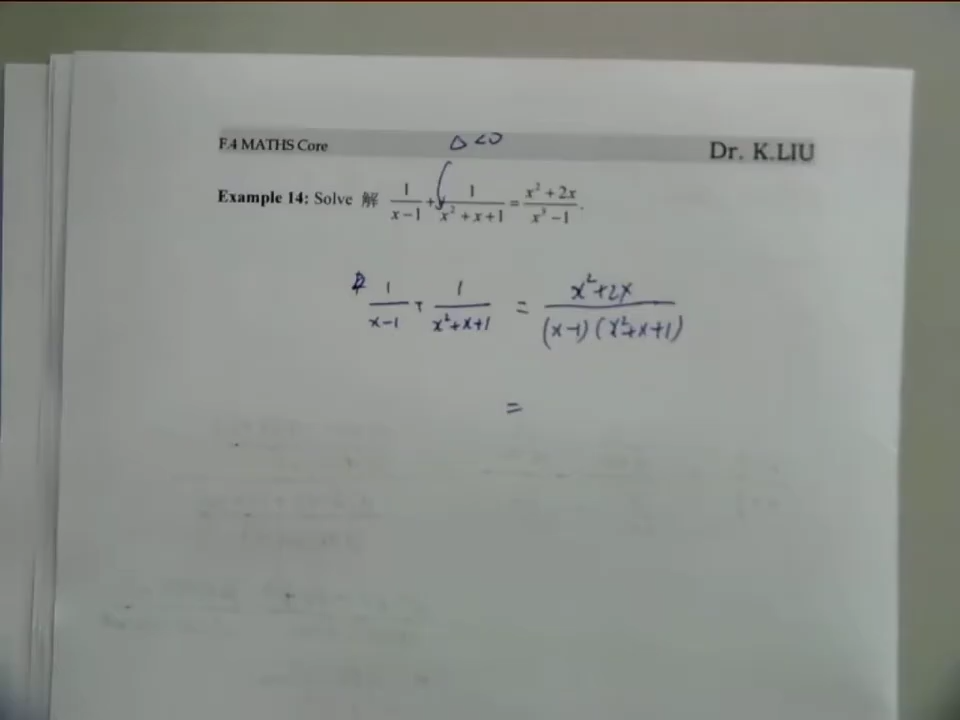 F.4 MATHS Core Dr. K.LIU
Δ <0
Example 14: Solve 解 1/(x−1) + 1/(x²+x+1) = (x²+2x)/(x³−1).
1/(x-1) + 1/(x²+x+1) = (x²+2x)/((x-1)(x²+x+1))
=